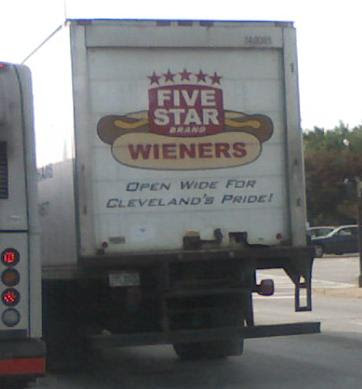 FIVE
STAR
BRAND
WIENERS
OPEN WIDE FOR
CLEVELAND'S PRIDE!